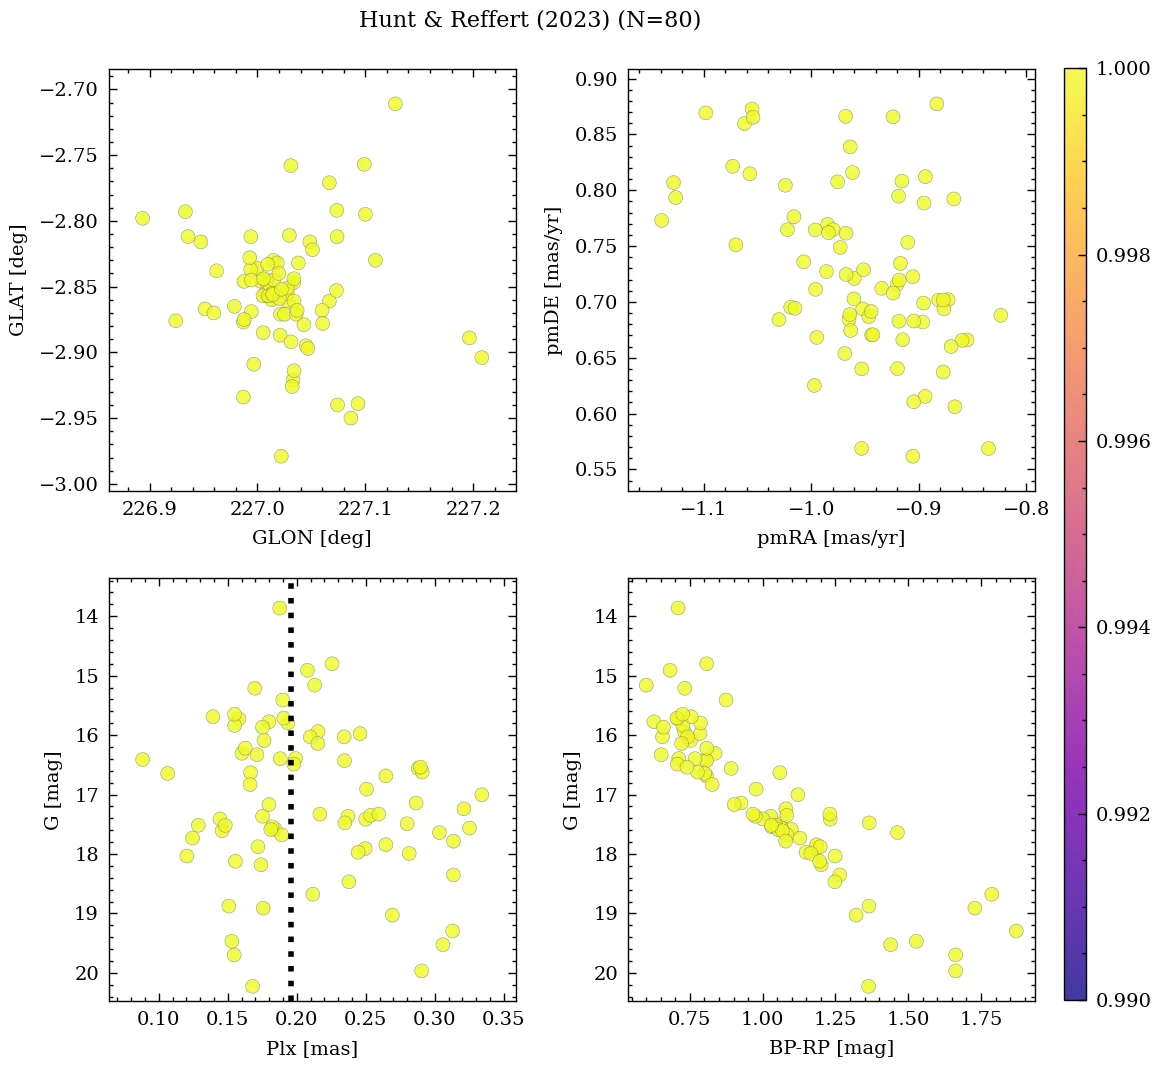 Hunt & Reffert (2023) (N=80)
−2.70
−2.75
−2.80
−2.85
−2.90
−2.95
−3.00
GLAT [deg]
226.9 227.0 227.1 227.2
GLON [deg]
0.90
0.85
0.80
0.75
0.70
0.65
0.60
0.55
pmDE [mas/yr]
−1.1 −1.0 −0.9 −0.8
pmRA [mas/yr]
14
15
16
17
18
19
20
G [mag]
0.10 0.15 0.20 0.25 0.30 0.35
Plx [mas]
14
15
16
17
18
19
20
G [mag]
0.75 1.00 1.25 1.50 1.75
BP-RP [mag]
1.000
0.998
0.996
0.994
0.992
0.990